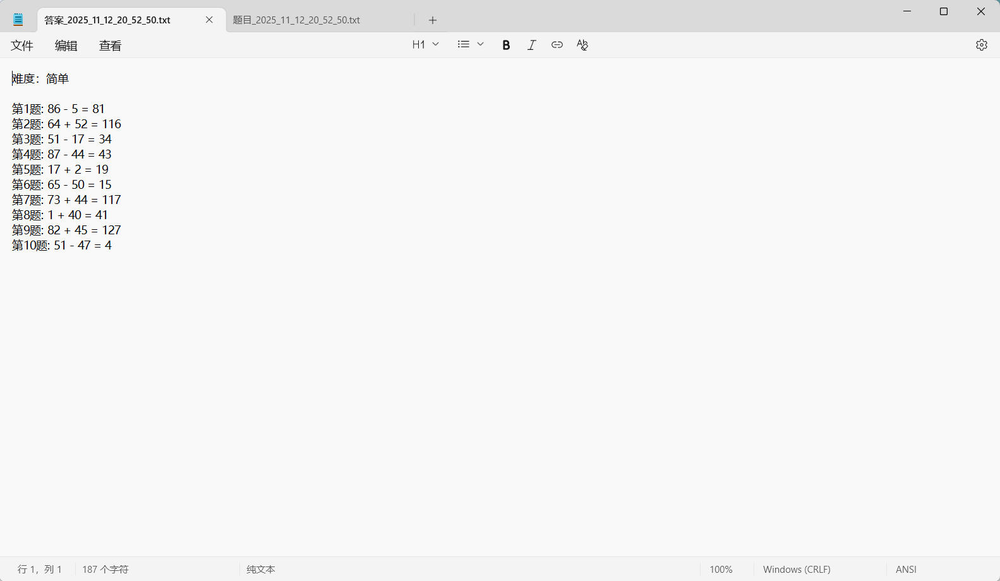 答案_2025_11_12_20_52_50.txt
题目_2025_11_12_20_52_50.txt
文件 编辑 查看 H1 B I Ab
难度：简单
第1题: 86 - 5 = 81
第2题: 64 + 52 = 116
第3题: 51 - 17 = 34
第4题: 87 - 44 = 43
第5题: 17 + 2 = 19
第6题: 65 - 50 = 15
第7题: 73 + 44 = 117
第8题: 1 + 40 = 41
第9题: 82 + 45 = 127
第10题: 51 - 47 = 4
行 1，列 1 187 个字符 纯文本 100% Windows (CRLF) ANSI